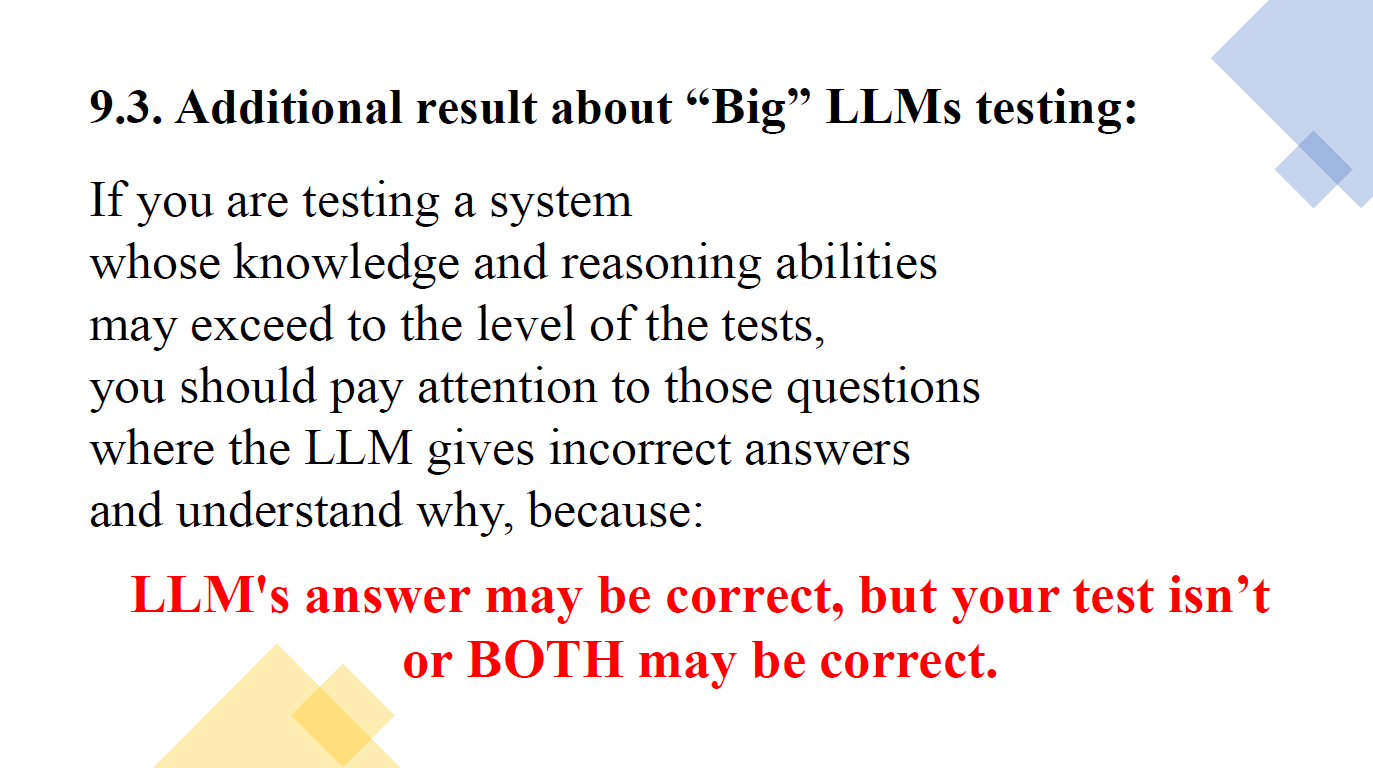 9.3. Additional result about “Big” LLMs testing:
If you are testing a system
whose knowledge and reasoning abilities
may exceed to the level of the tests,
you should pay attention to those questions
where the LLM gives incorrect answers
and understand why, because:
LLM's answer may be correct, but your test isn’t
or BOTH may be correct.